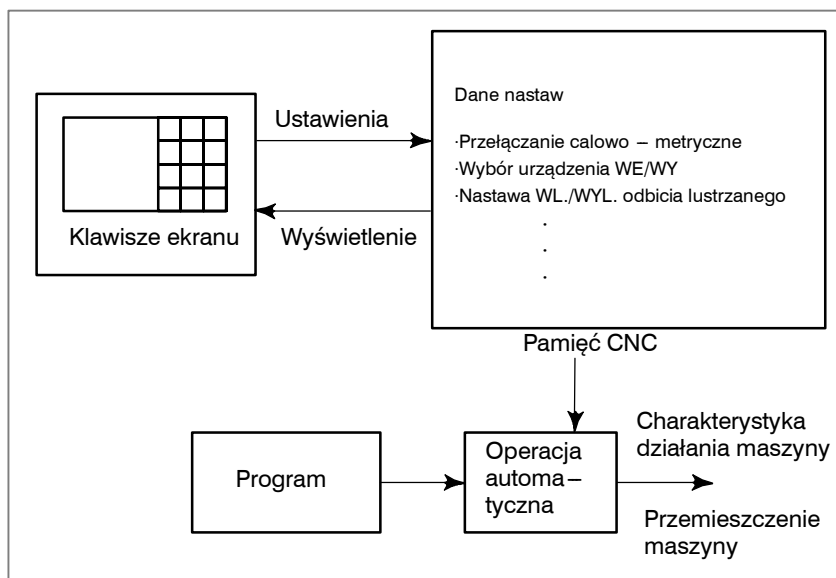 Dane nastaw
Ustawienia
·Przełączanie calowo – metryczne
·Wybór urządzenia WE/WY
·Nastawa WL./WYL. odbicia lustrzanego
Klawisze ekranu
Wyświetlenie
.
.
.
Pamięć CNC
Program
Operacja
automa–
tyczna
Charakterystyka
działania maszyny
Przemieszczenie
maszyny